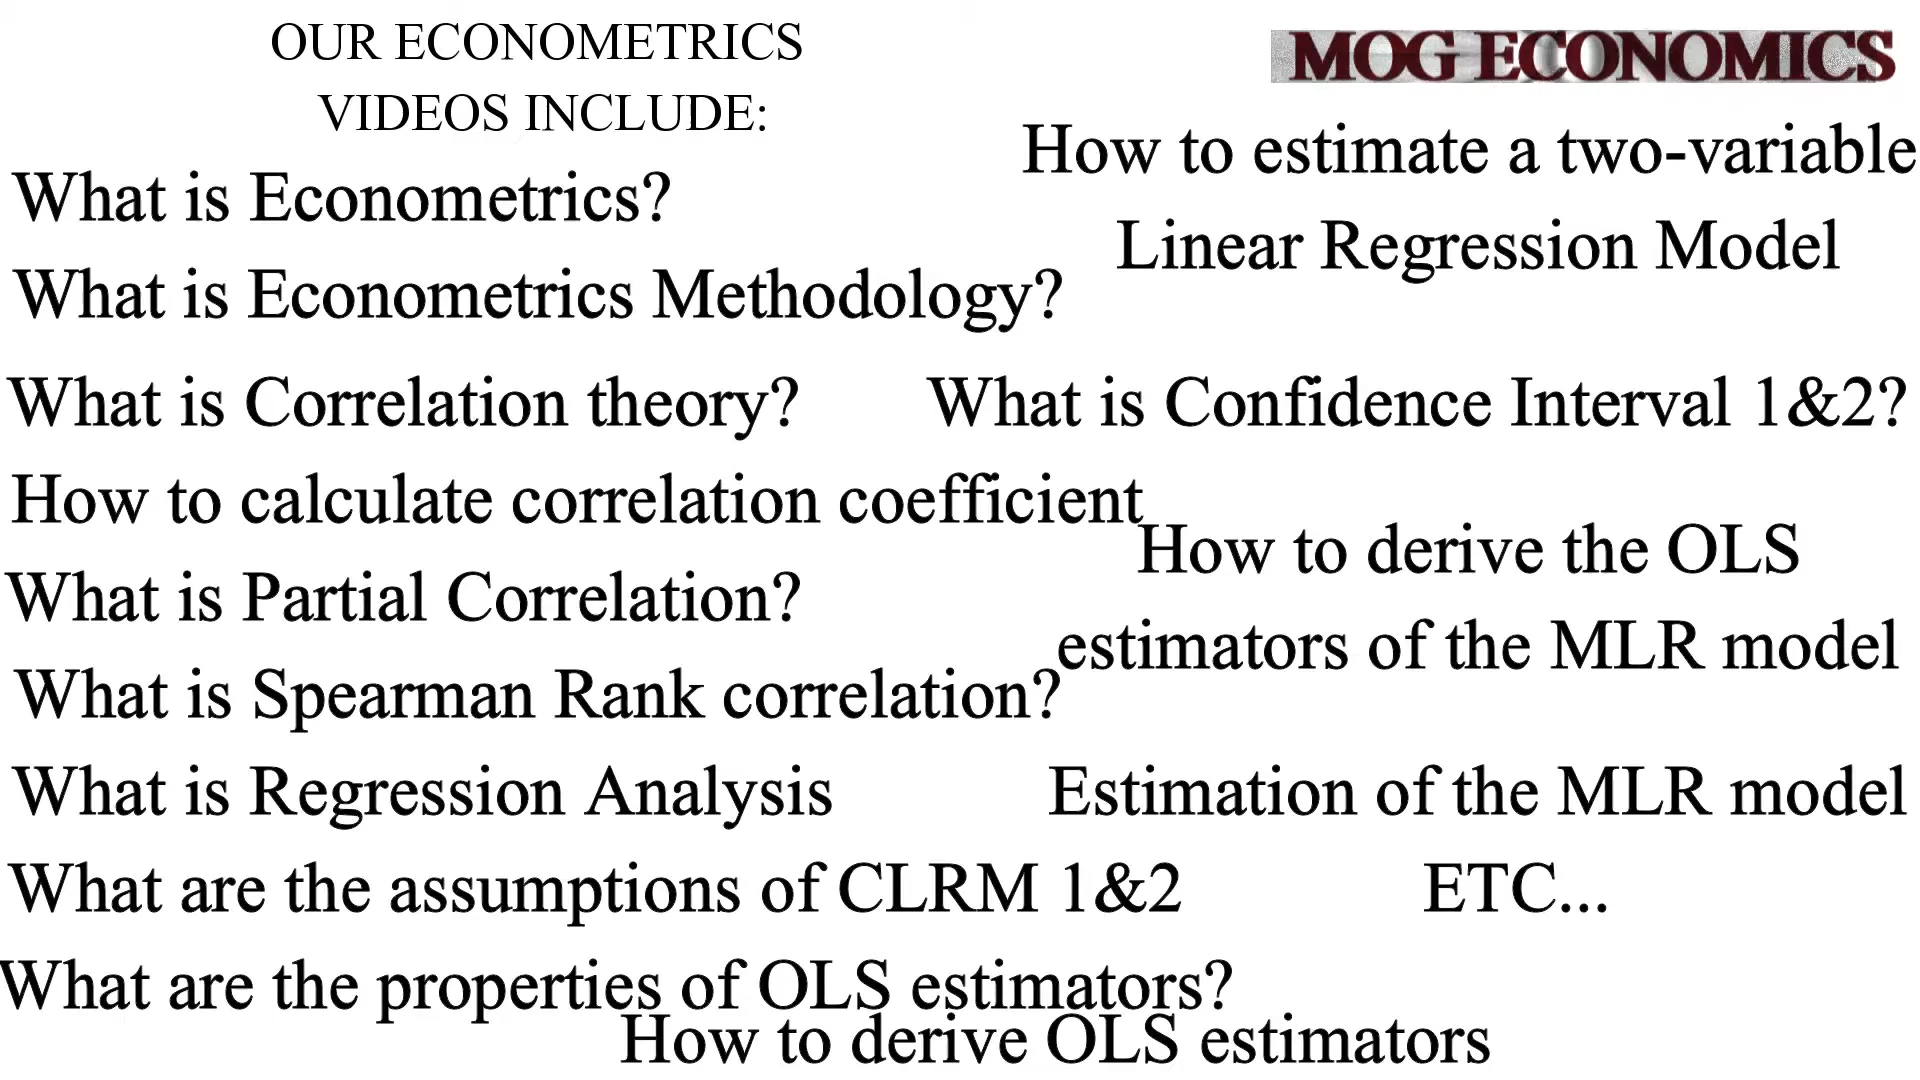 OUR ECONOMETRICS
VIDEOS INCLUDE:
What is Econometrics?
What is Econometrics Methodology?
What is Correlation theory?
How to calculate correlation coefficient
What is Partial Correlation?
What is Spearman Rank correlation?
What is Regression Analysis
What are the assumptions of CLRM 1&2
What are the properties of OLS estimators?
How to derive OLS estimators
MOG ECONOMICS
How to estimate a two-variable
Linear Regression Model
What is Confidence Interval 1&2?
How to derive the OLS
estimators of the MLR model
Estimation of the MLR model
ETC...